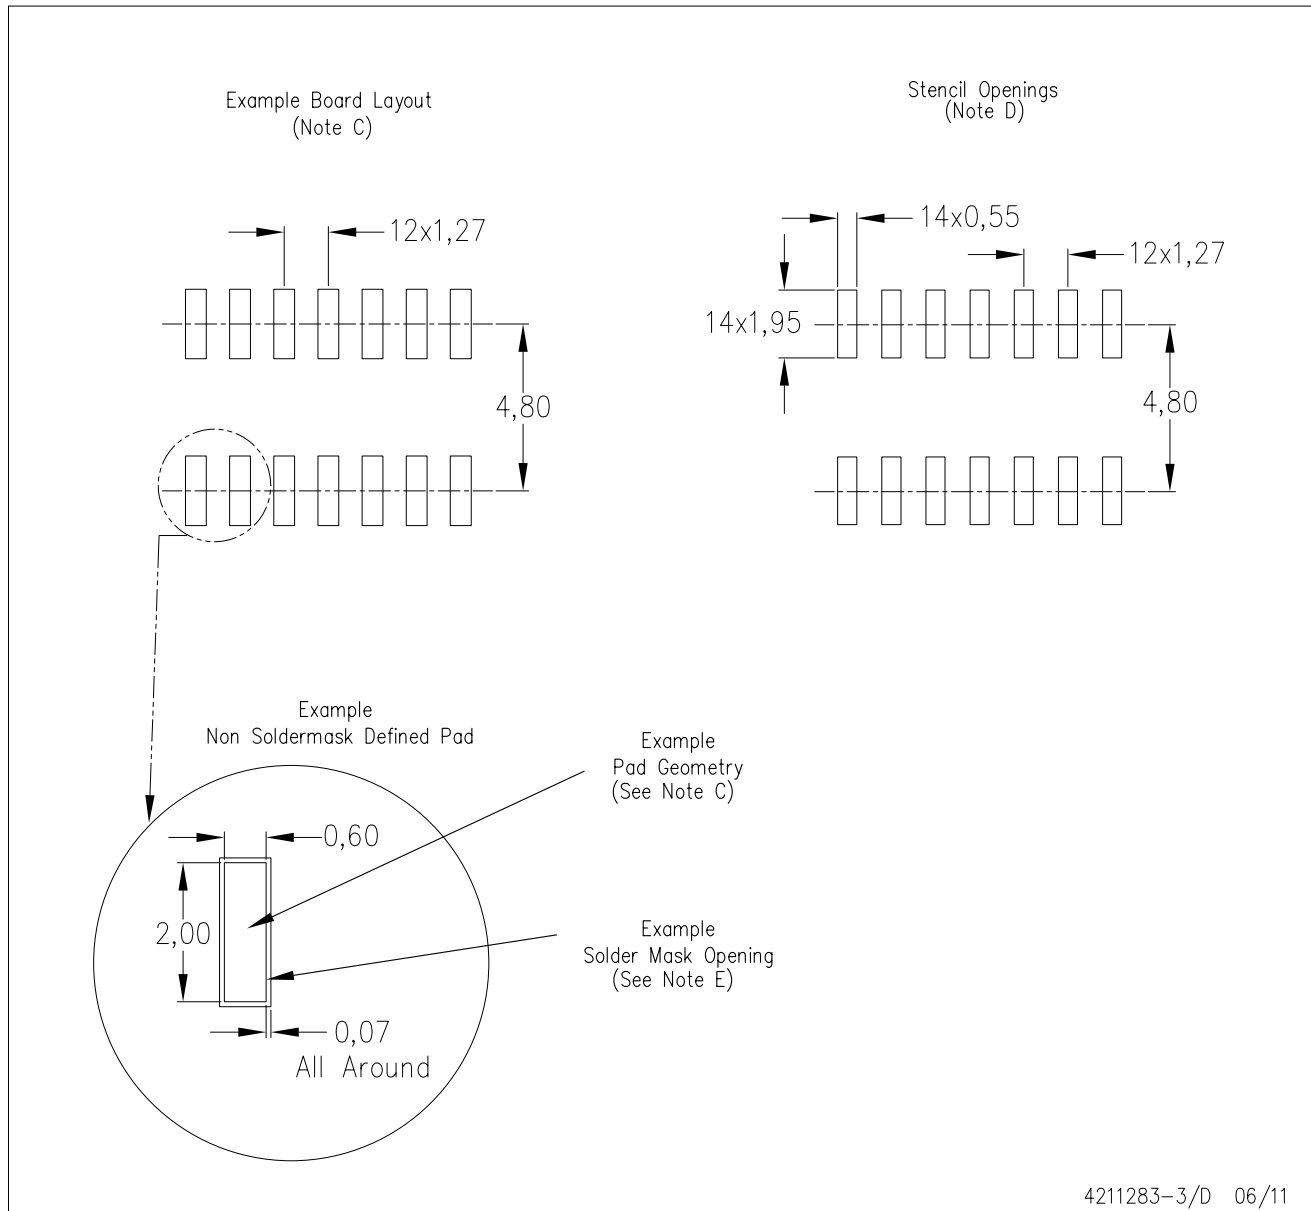 Example Board Layout
(Note C)
Stencil Openings
(Note D)
12x1,27
14x0,55
12x1,27
14x1,95
4,80
4,80
Example
Non Soldermask Defined Pad
Example
Pad Geometry
(See Note C)
0,60
2,00
Example
Solder Mask Opening
(See Note E)
0,07
All Around
4211283-3/D 06/11